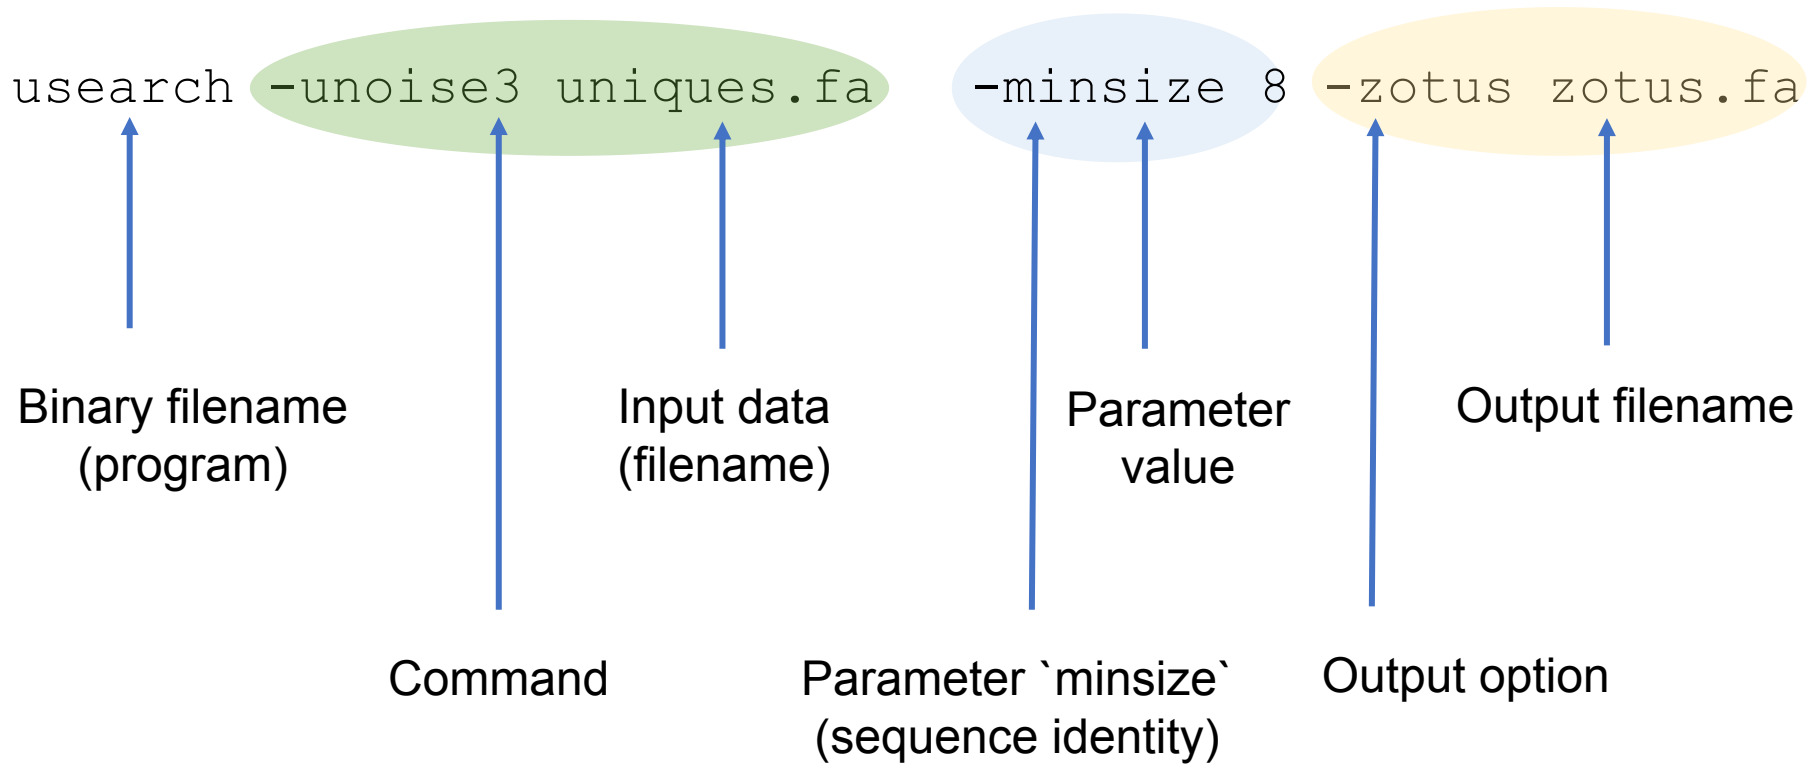 usearch -unoise3 uniques.fa -minsize 8 -zotus zotus.fa
Binary filename
(program)
Input data
(filename)
Parameter
value
Output filename
Command
Parameter `minsize`
(sequence identity)
Output option